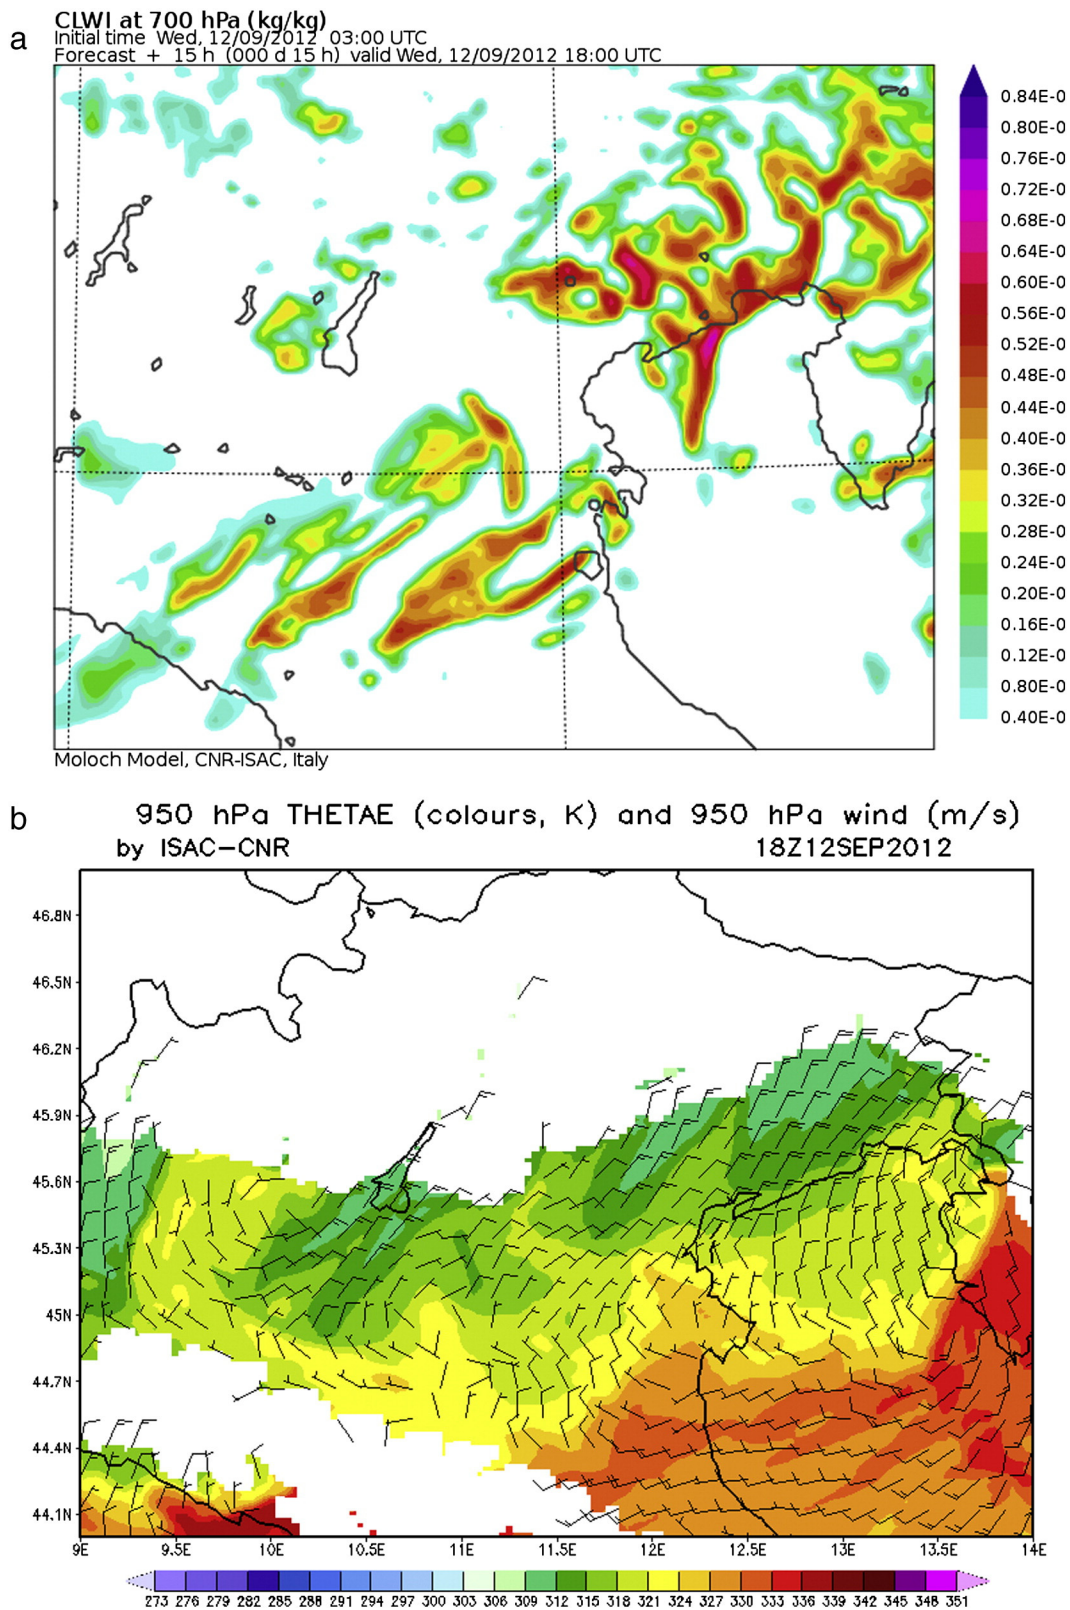 a
CLWI at 700 hPa (kg/kg)
Initial time Wed, 12/09/2012 03:00 UTC
Forecast + 15 h (000 d 15 h) valid Wed, 12/09/2012 18:00 UTC
0.84E-0
0.80E-0
0.76E-0
0.72E-0
0.68E-0
0.64E-0
0.60E-0
0.56E-0
0.52E-0
0.48E-0
0.44E-0
0.40E-0
0.36E-0
0.32E-0
0.28E-0
0.24E-0
0.20E-0
0.16E-0
0.12E-0
0.80E-0
0.40E-0
Moloch Model, CNR-ISAC, Italy
b
950 hPa THETAE (colours, K) and 950 hPa wind (m/s)
by ISAC-CNR 18Z12SEP2012
46.8N
46.5N
46.2N
45.9N
45.6N
45.3N
45N
44.7N
44.4N
44.1N
9E 9.5E 10E 10.5E 11E 11.5E 12E 12.5E 13E 13.5E 14E
273 276 279 282 285 288 291 294 297 300 303 306 309 312 315 318 321 324 327 330 333 336 339 342 345 348 351